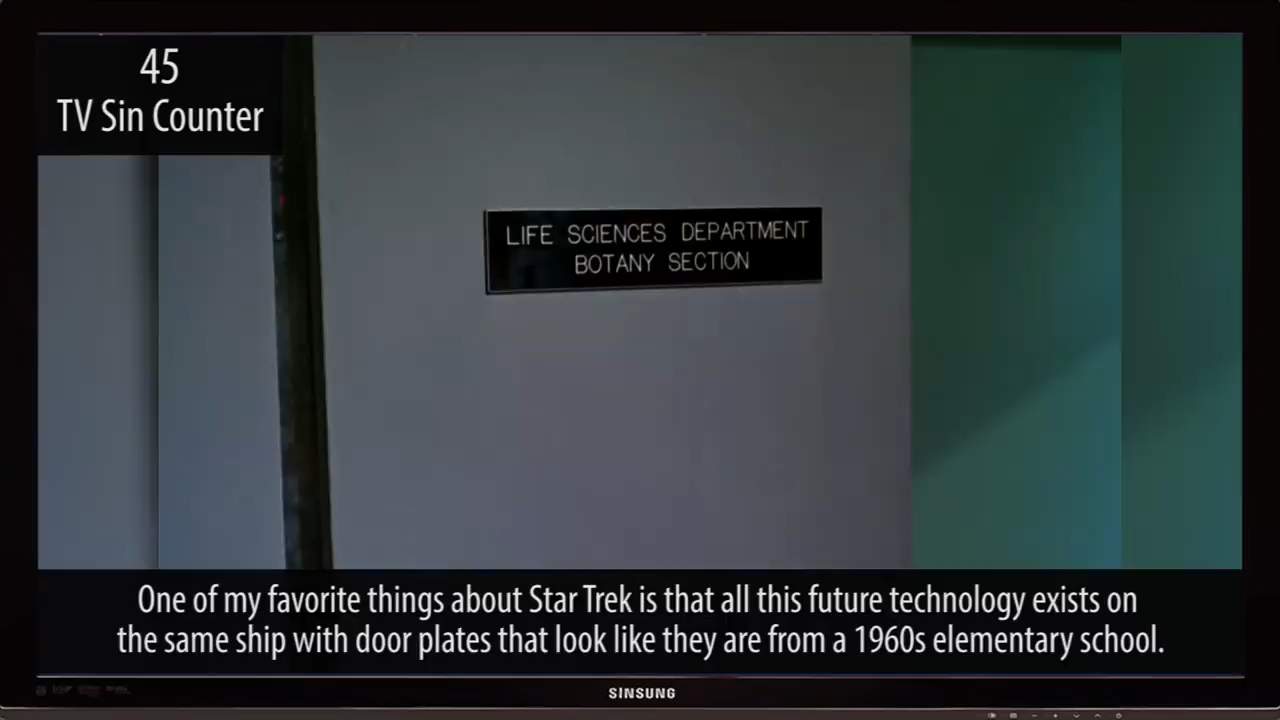 45
TV Sin Counter
LIFE SCIENCES DEPARTMENT
BOTANY SECTION
One of my favorite things about Star Trek is that all this future technology exists on
the same ship with door plates that look like they are from a 1960s elementary school.
SINSUNG